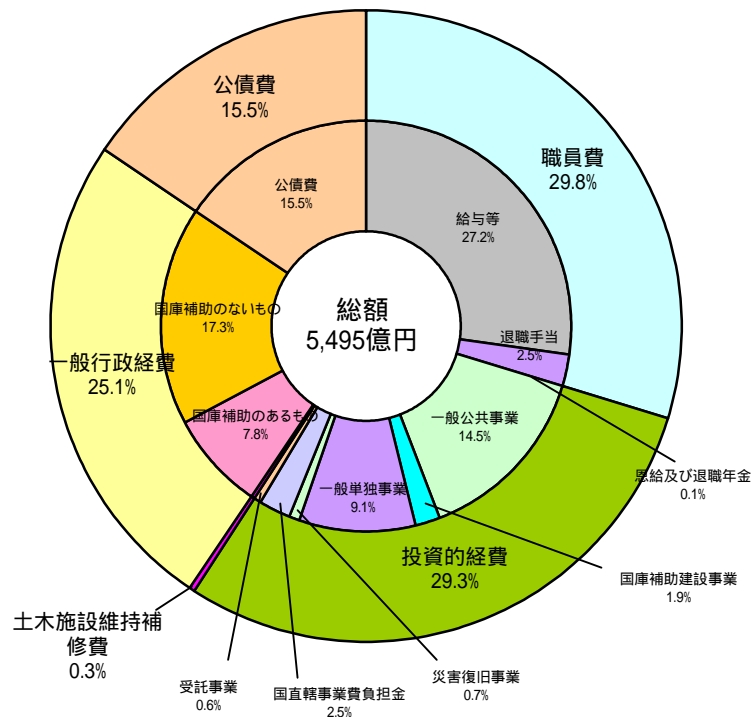 公債費
15.5%
職員費
29.8%
公債費
15.5%
給与等
27.2%
国庫補助のないもの
17.3%
総額
5,495億円
退職手当
2.5%
一般行政経費
25.1%
国庫補助のあるもの
7.8%
一般公共事業
14.5%
恩給及び退職年金
0.1%
一般単独事業
9.1%
投資的経費
29.3%
国庫補助建設事業
1.9%
土木施設維持補
修費
0.3%
受託事業
0.6%
国直轄事業費負担金
2.5%
災害復旧事業
0.7%